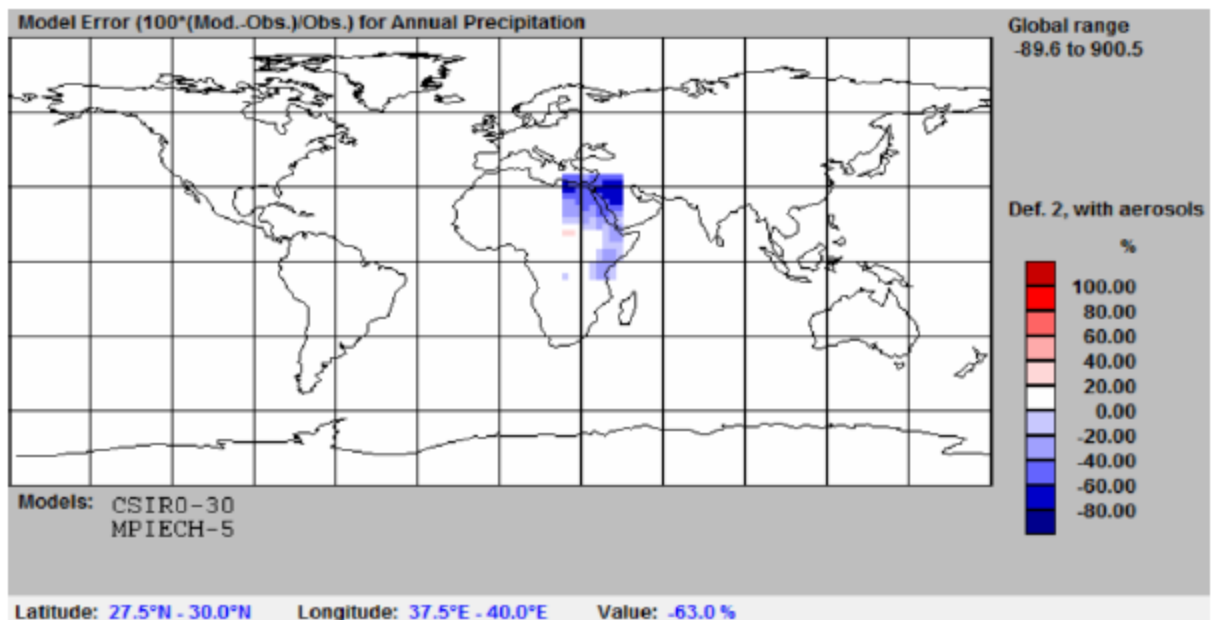 Model Error (100*(Mod.-Obs.)/Obs.) for Annual Precipitation
Global range
-89.6 to 900.5
Def. 2, with aerosols
%
100.00
80.00
60.00
40.00
20.00
0.00
-20.00
-40.00
-60.00
-80.00
Models: CSIRO-30
MPIECH-5
Latitude: 27.5°N - 30.0°N Longitude: 37.5°E - 40.0°E Value: -63.0 %